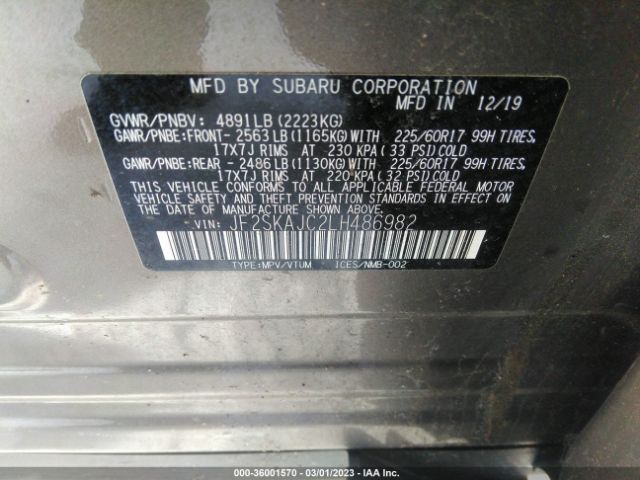 MFD BY SUBARU CORPORATION
MFD IN 12/19
GVWR/PNBV: 4891LB (2223KG)
GAWR/PNBE:FRONT- 2563LB(1165KG)WITH 225/60R17 99H TIRES,
17X7J RIMS AT 230 KPA(33 PSI)COLD
GAWR/PNBE:REAR - 2486LB(1130KG)WITH 225/60R17 99H TIRES,
17X7J RIMS AT 220 KPA(32 PSI)COLD
THIS VEHICLE CONFORMS TO ALL APPLICABLE FEDERAL MOTOR
VEHICLE SAFETY AND THEFT PREVENTION STANDARDS IN EFFECT ON
THE DATE OF MANUFACTURE SHOWN ABOVE.
VIN: JF2SKAJC2LH486982
TYPE:MPV/VTUM ICES/NMB-002
000-36001570 - 03/01/2023 - IAA Inc.